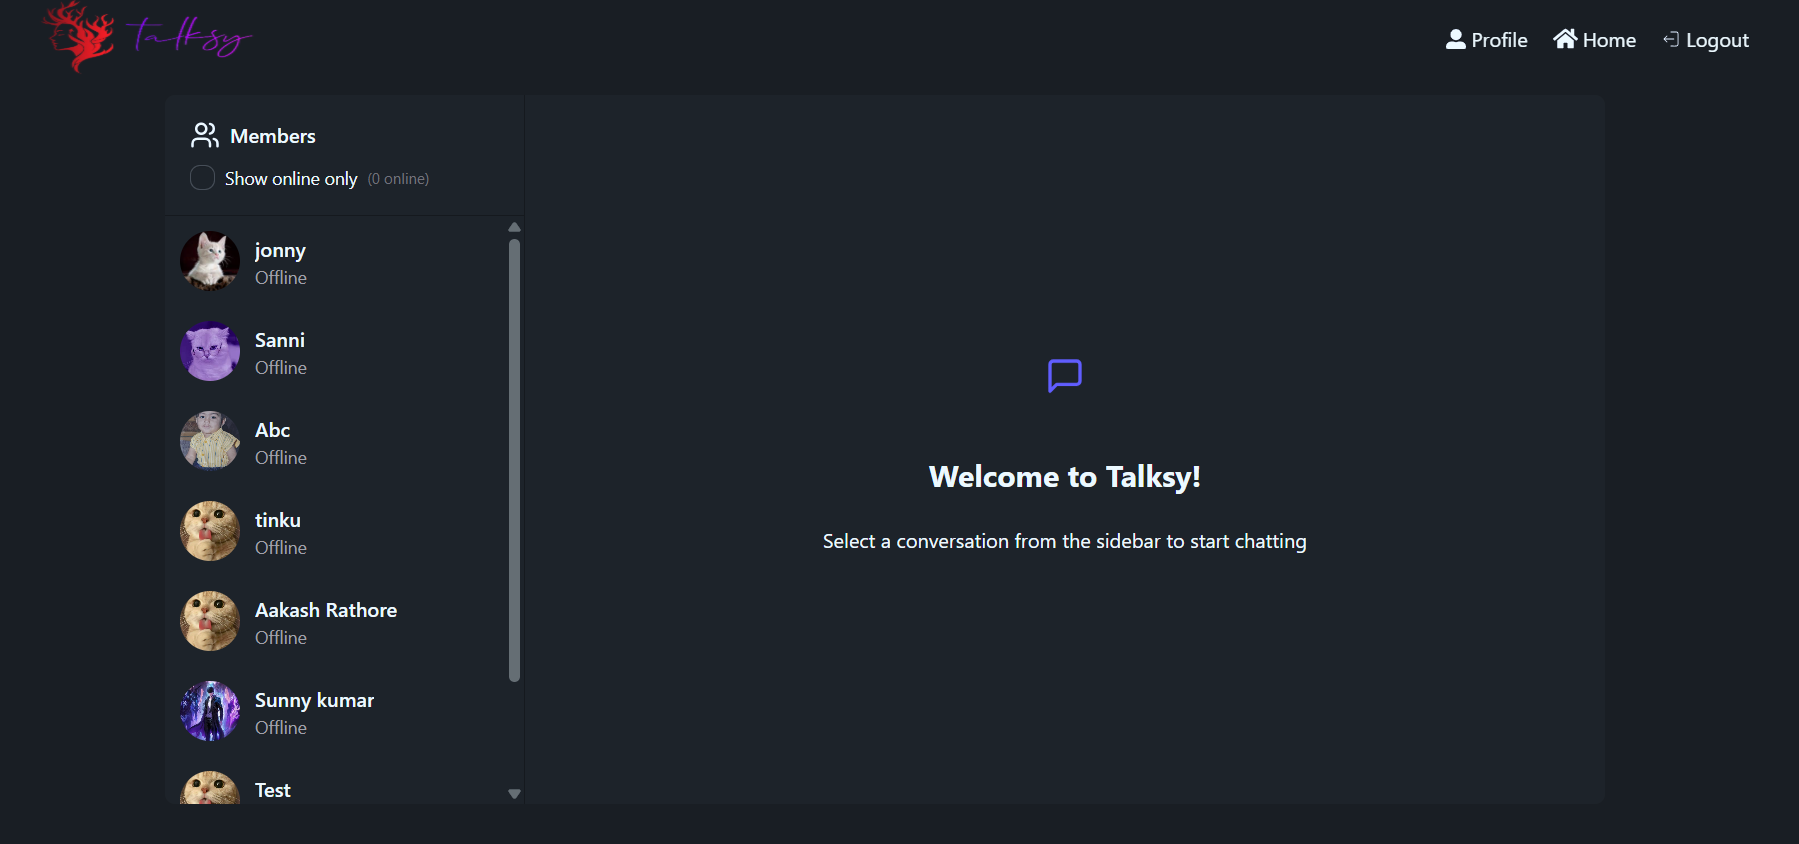 talksy
Profile
Home
Logout
Members
Show online only (0 online)
jonny
Offline
Sanni
Offline
Abc
Offline
tinku
Offline
Aakash Rathore
Offline
Sunny kumar
Offline
Test
Welcome to Talksy!
Select a conversation from the sidebar to start chatting